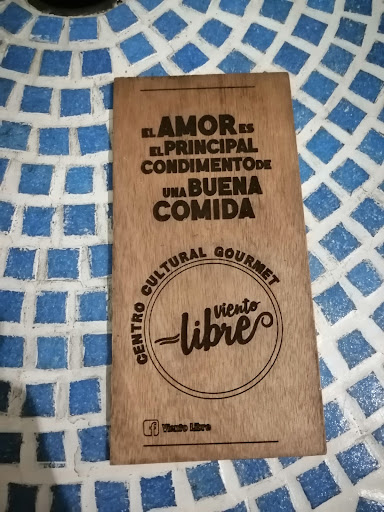 EL AMOR ES
EL PRINCIPAL
CONDIMENTO DE
UNA BUENA
COMIDA
CENTRO CULTURAL GOURMET
viento
libre
f Viento Libre